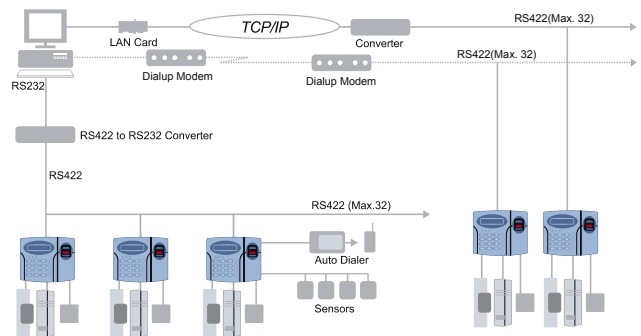 RS422(Max. 32)
TCP/IP
LAN Card
Converter
RS422(Max. 32)
Dialup Modem
Dialup Modem
RS232
RS422 to RS232 Converter
RS422
RS422 (Max.32)
Auto Dialer
Sensors